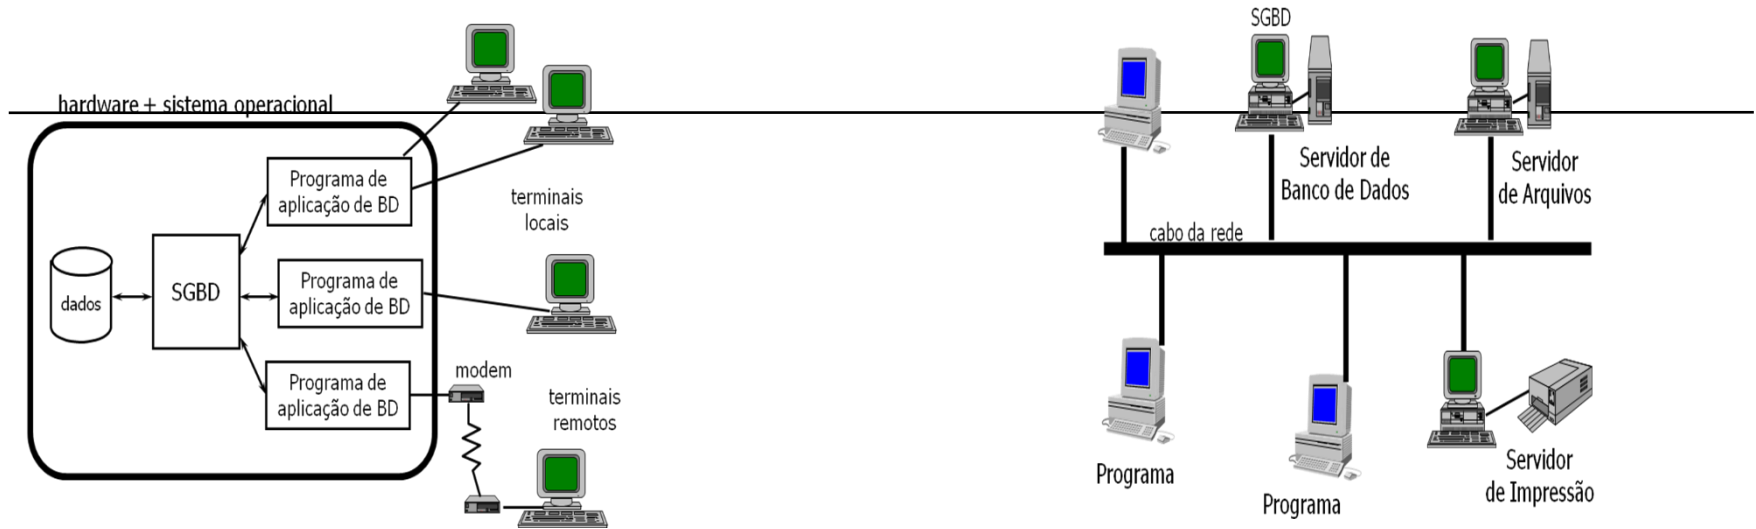 hardware + sistema operacional
dados
SGBD
Programa de
aplicação de BD
Programa de
aplicação de BD
Programa de
aplicação de BD
terminais
locais
modem
terminais
remotos
SGBD
Servidor de
Banco de Dados
Servidor
de Arquivos
cabo da rede
Programa
Programa
Servidor
de Impressão